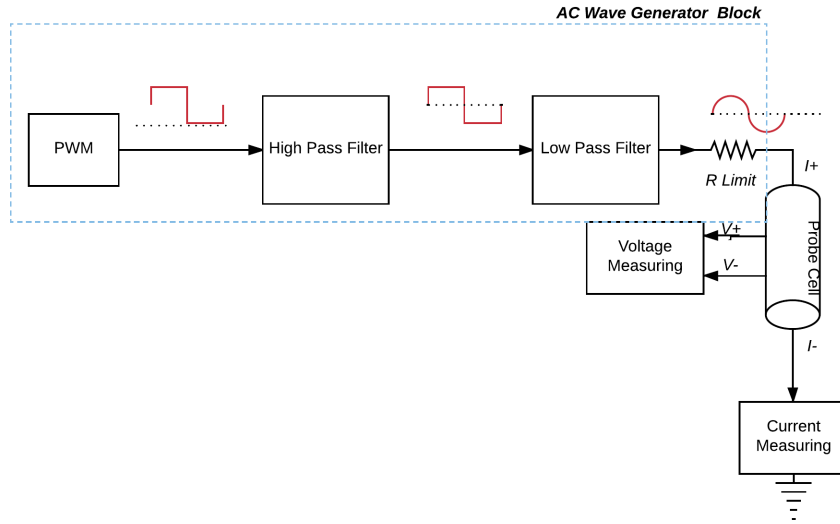 AC Wave Generator Block
PWM
High Pass Filter
Low Pass Filter
R Limit
I+
Probe Cell
V+
Voltage
Measuring
V-
I-
Current
Measuring